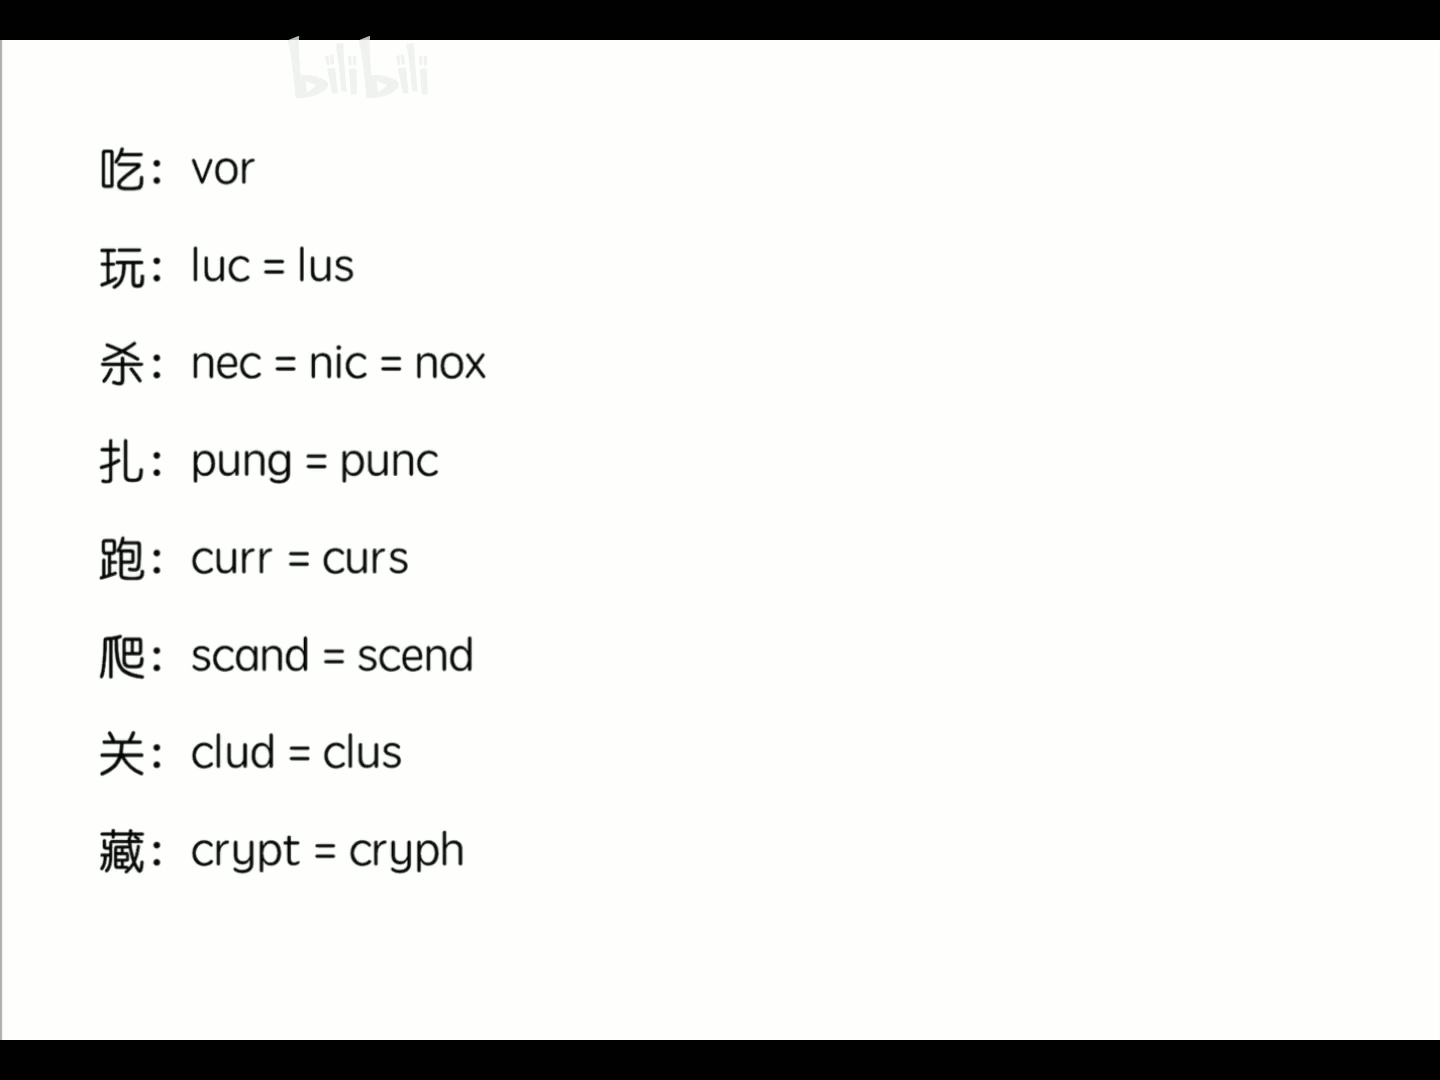 bilibili
吃：vor
玩：luc = lus
杀：nec = nic = nox
扎：pung = punc
跑：curr = curs
爬：scand = scend
关：clud = clus
藏：crypt = cryph